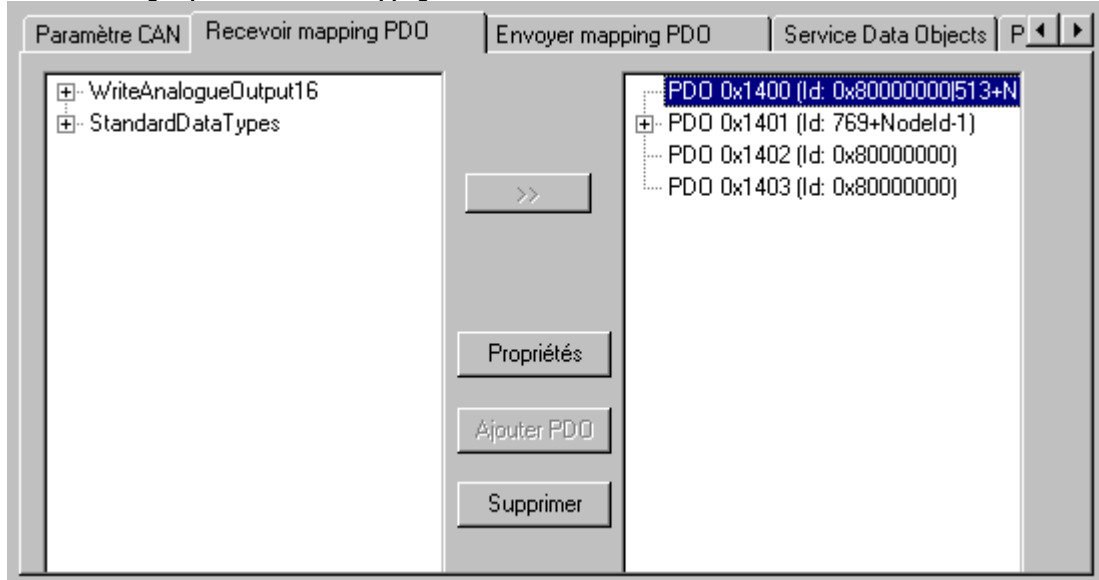 Paramètre CAN Recevoir mapping PDO Envoyer mapping PDO Service Data Objects P
WriteAnalogueOutput16
StandardDataTypes
>>
Propriétés
Ajouter PDO
Supprimer
PDO 0x1400 (Id: 0x80000000|513+N
PDO 0x1401 (Id: 769+NodeId-1)
PDO 0x1402 (Id: 0x80000000)
PDO 0x1403 (Id: 0x80000000)